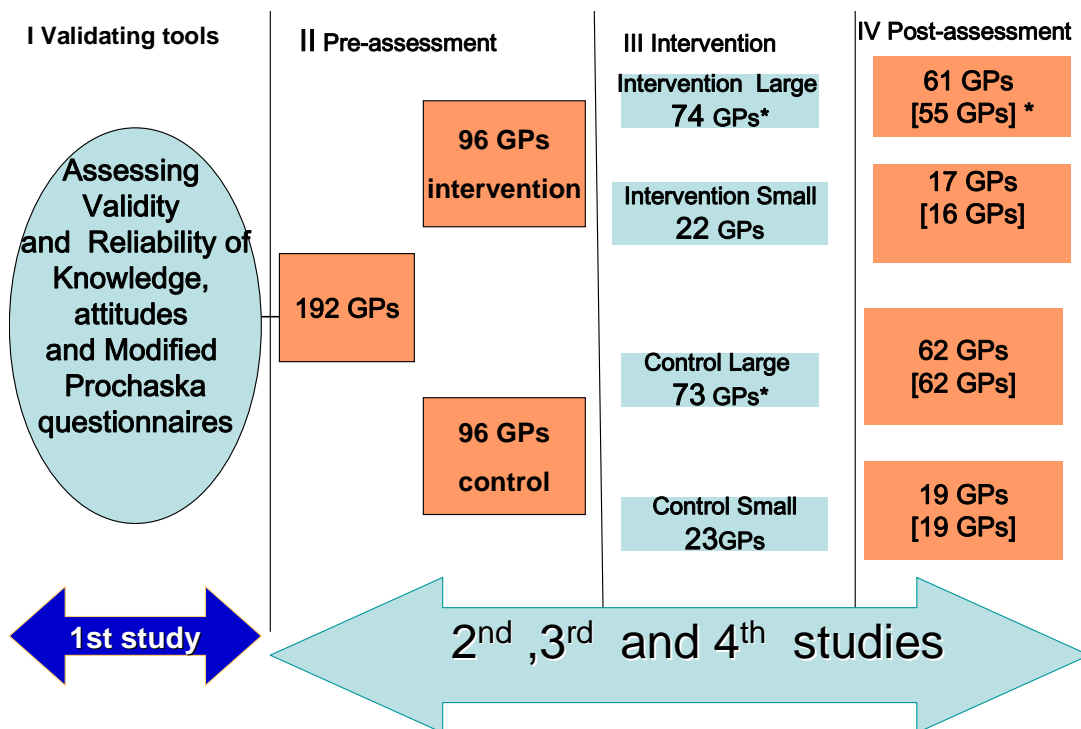 I Validating tools
II Pre-assessment
III Intervention
IV Post-assessment
Assessing
Validity
and Reliability of
Knowledge,
attitudes
and Modified
Prochaska
questionnaires
192 GPs
96 GPs
intervention
96 GPs
control
Intervention Large
74 GPs*
Intervention Small
22 GPs
Control Large
73 GPs*
Control Small
23GPs
61 GPs
[55 GPs] *
17 GPs
[16 GPs]
62 GPs
[62 GPs]
19 GPs
[19 GPs]
1st study
2nd ,3rd and 4th studies